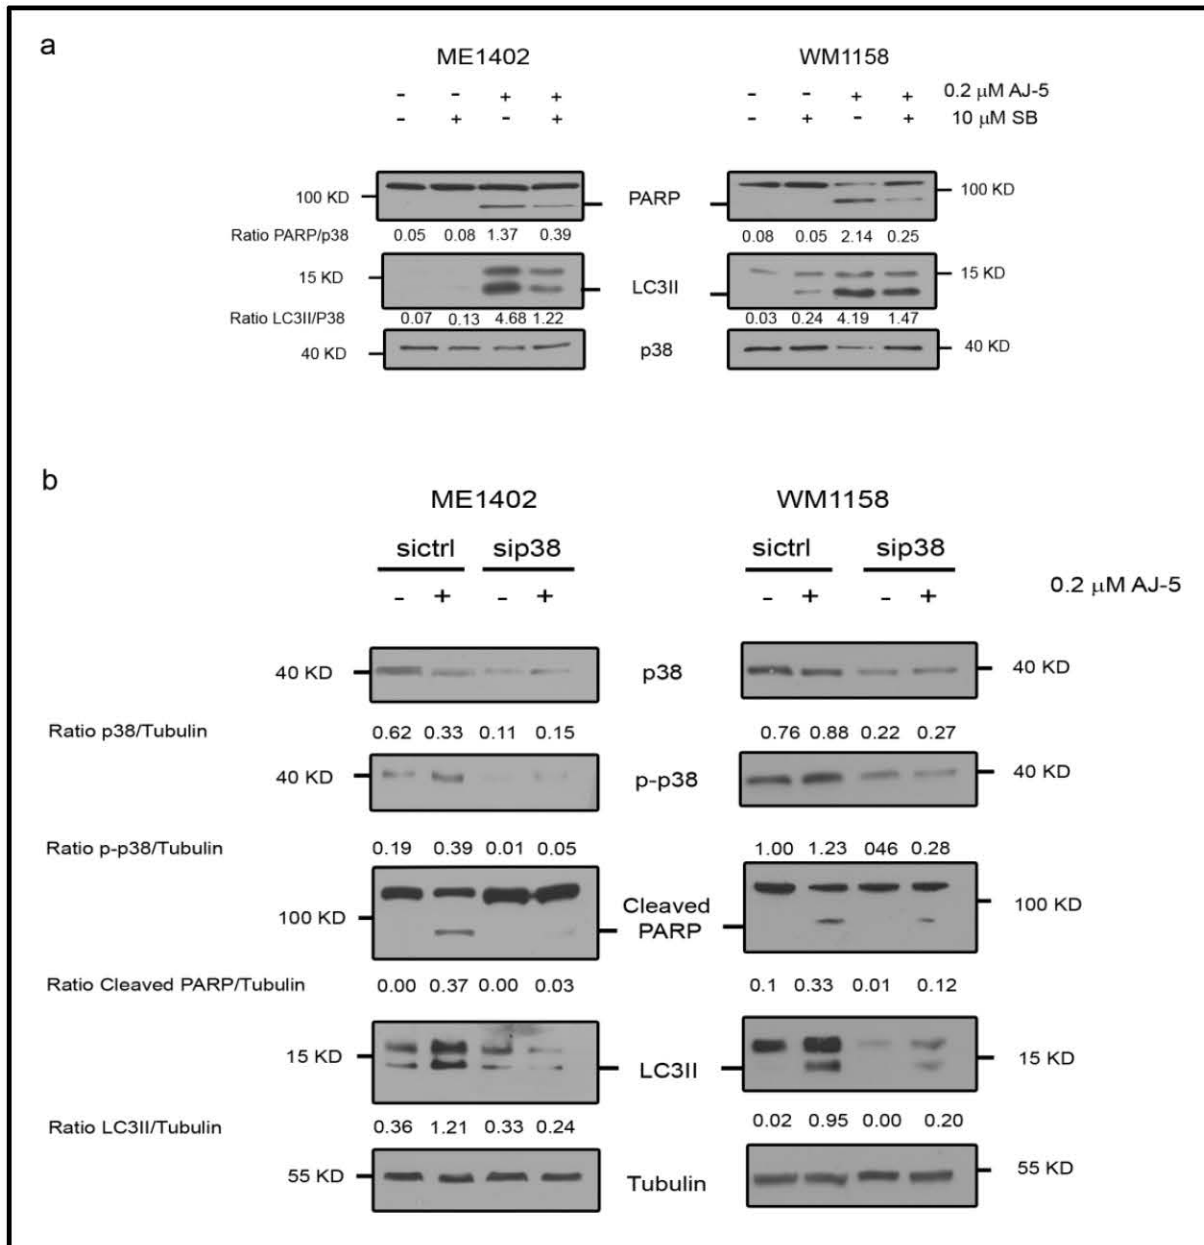 a
ME1402 WM1158
- - + + - - + + 0.2 μM AJ-5
- + - + - + - + 10 μM SB
100 KD PARP 100 KD
Ratio PARP/p38 0.05 0.08 1.37 0.39 0.08 0.05 2.14 0.25
15 KD LC3II 15 KD
Ratio LC3II/P38 0.07 0.13 4.68 1.22 0.03 0.24 4.19 1.47
40 KD p38 40 KD
b
ME1402 WM1158
sictrl sip38 sictrl sip38
- + - + - + - + 0.2 μM AJ-5
40 KD p38 40 KD
Ratio p38/Tubulin 0.62 0.33 0.11 0.15 0.76 0.88 0.22 0.27
40 KD p-p38 40 KD
Ratio p-p38/Tubulin 0.19 0.39 0.01 0.05 1.00 1.23 046 0.28
100 KD Cleaved 100 KD
PARP
Ratio Cleaved PARP/Tubulin 0.00 0.37 0.00 0.03 0.1 0.33 0.01 0.12
15 KD LC3II 15 KD
Ratio LC3II/Tubulin 0.36 1.21 0.33 0.24 0.02 0.95 0.00 0.20
55 KD Tubulin 55 KD